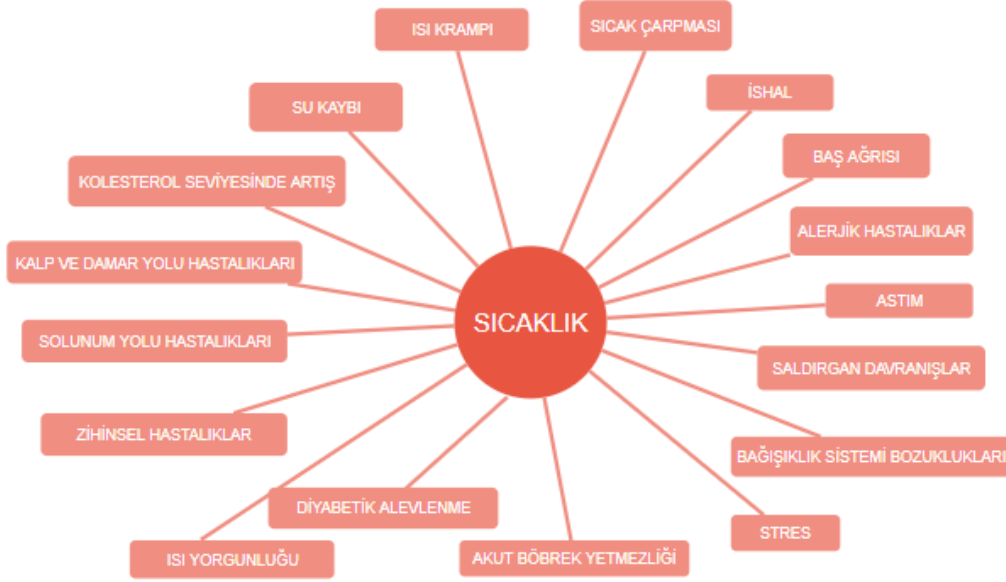 ISI KRAMPI
SICAK ÇARPMASI
SU KAYBI
İSHAL
KOLESTEROL SEVİYESİNDE ARTIŞ
BAŞ AĞRISI
ALERJİK HASTALIKLAR
KALP VE DAMAR YOLU HASTALIKLARI
ASTIM
SICAKLIK
SOLUNUM YOLU HASTALIKLARI
SALDIRGAN DAVRANIŞLAR
ZİHİNSEL HASTALIKLAR
BAĞIŞIKLIK SİSTEMİ BOZUKLUKLARI
DİYABETİK ALEVLENME
STRES
ISI YORGUNLUĞU
AKUT BÖBREK YETMEZLİĞİ